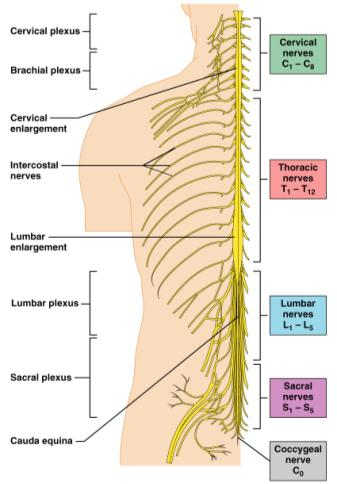 Cervical plexus
Brachial plexus
Cervical
enlargement
Intercostal
nerves
Lumbar
enlargement
Lumbar plexus
Sacral plexus
Cauda equina
Cervical
nerves
C₁ – C₈
Thoracic
nerves
T₁ – T₁₂
Lumbar
nerves
L₁ – L₅
Sacral
nerves
S₁ – S₅
Coccygeal
nerve
C₀